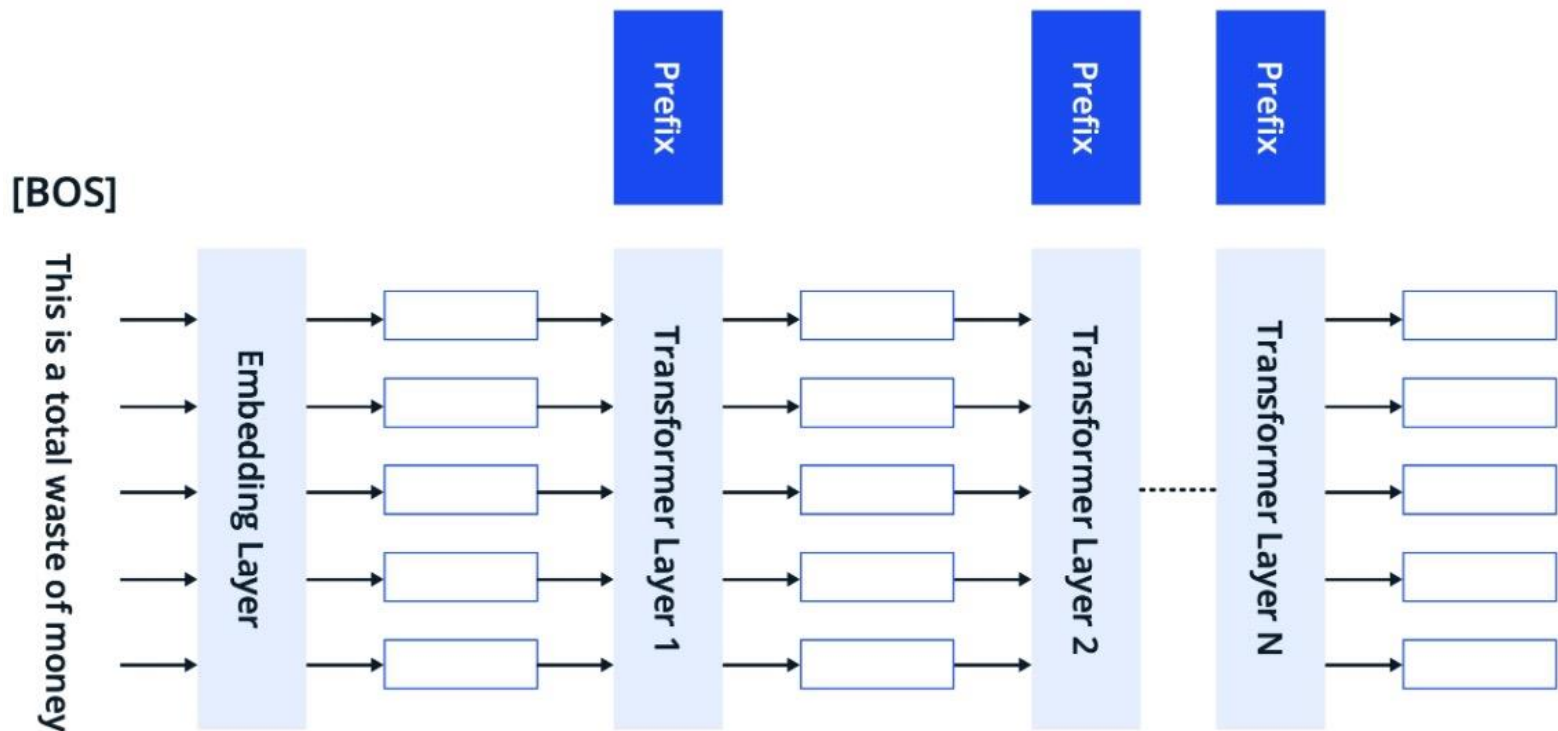 Prefix
Prefix
Prefix
[BOS]
This is a total waste of money
Embedding Layer
Transformer Layer 1
Transformer Layer 2
Transformer Layer N